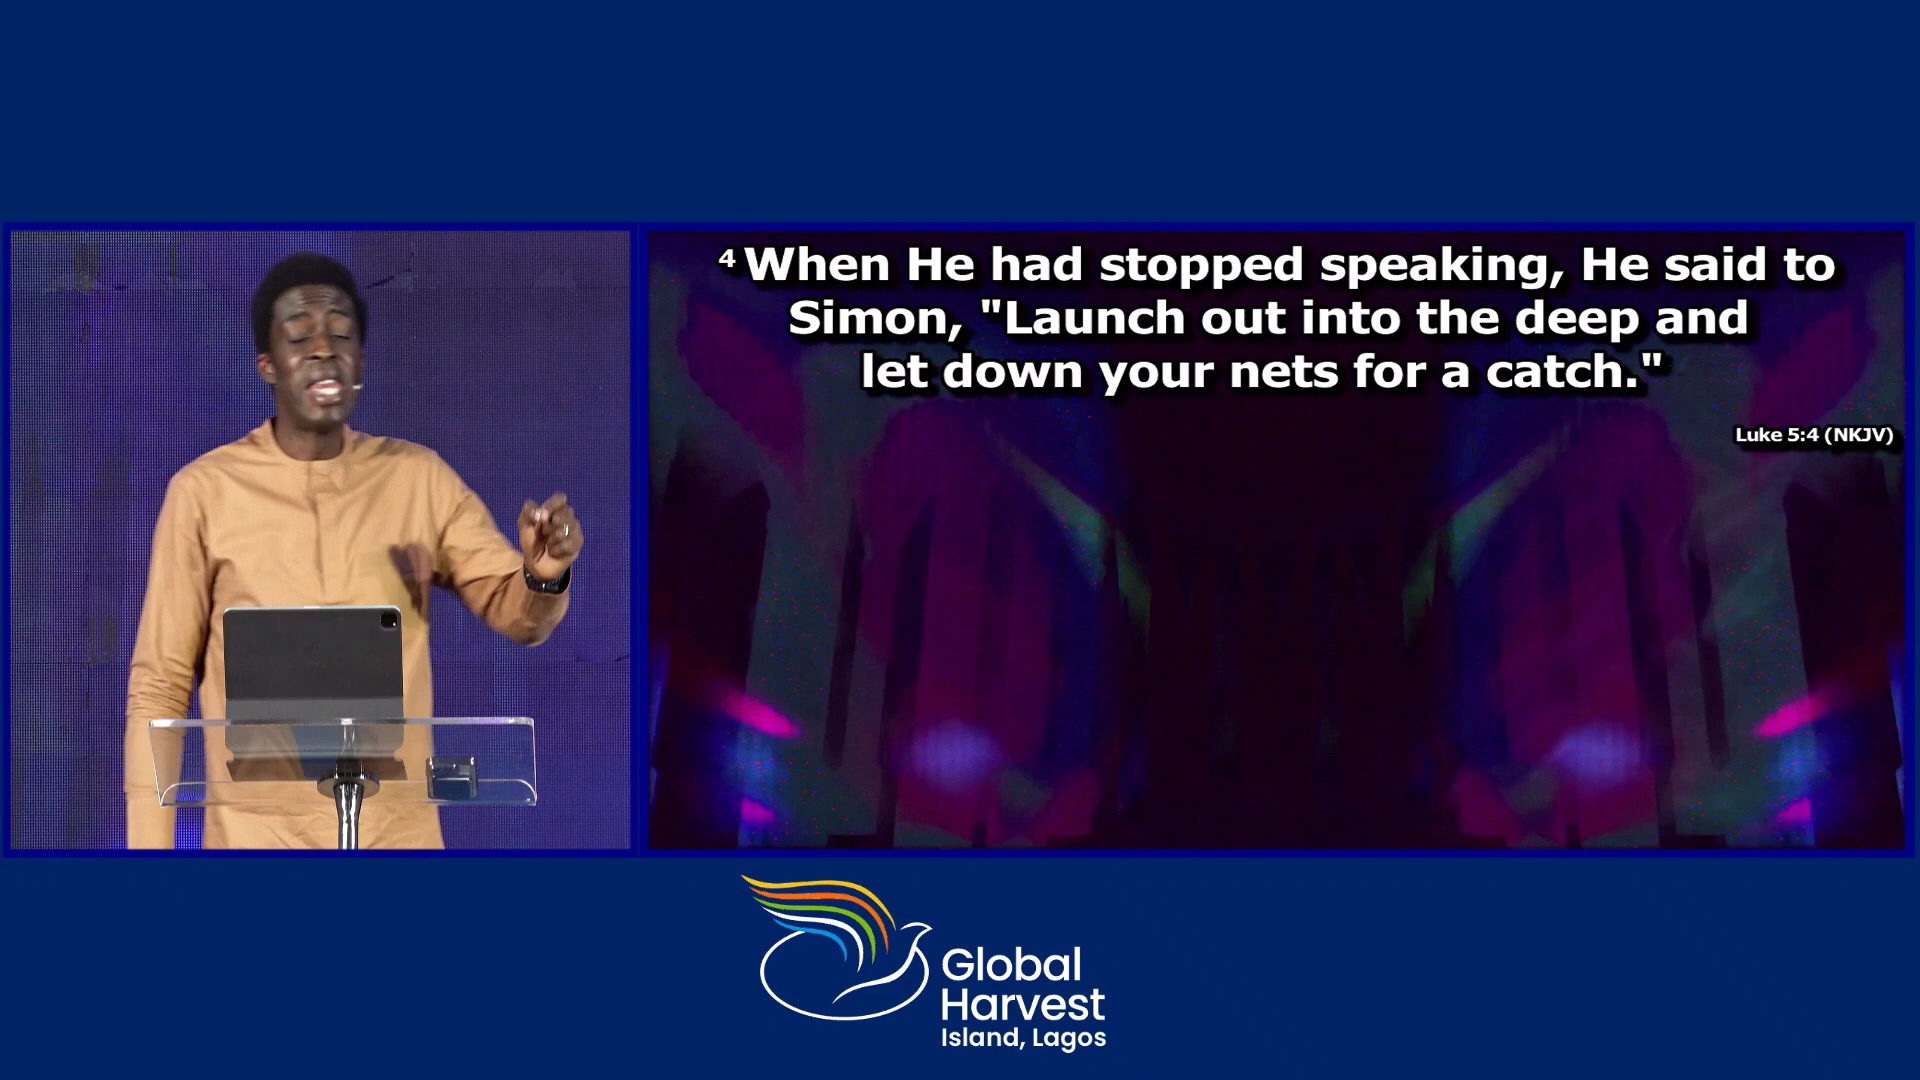 4 When He had stopped speaking, He said to
Simon, "Launch out into the deep and
let down your nets for a catch."
Luke 5:4 (NKJV)
Global
Harvest
Island, Lagos